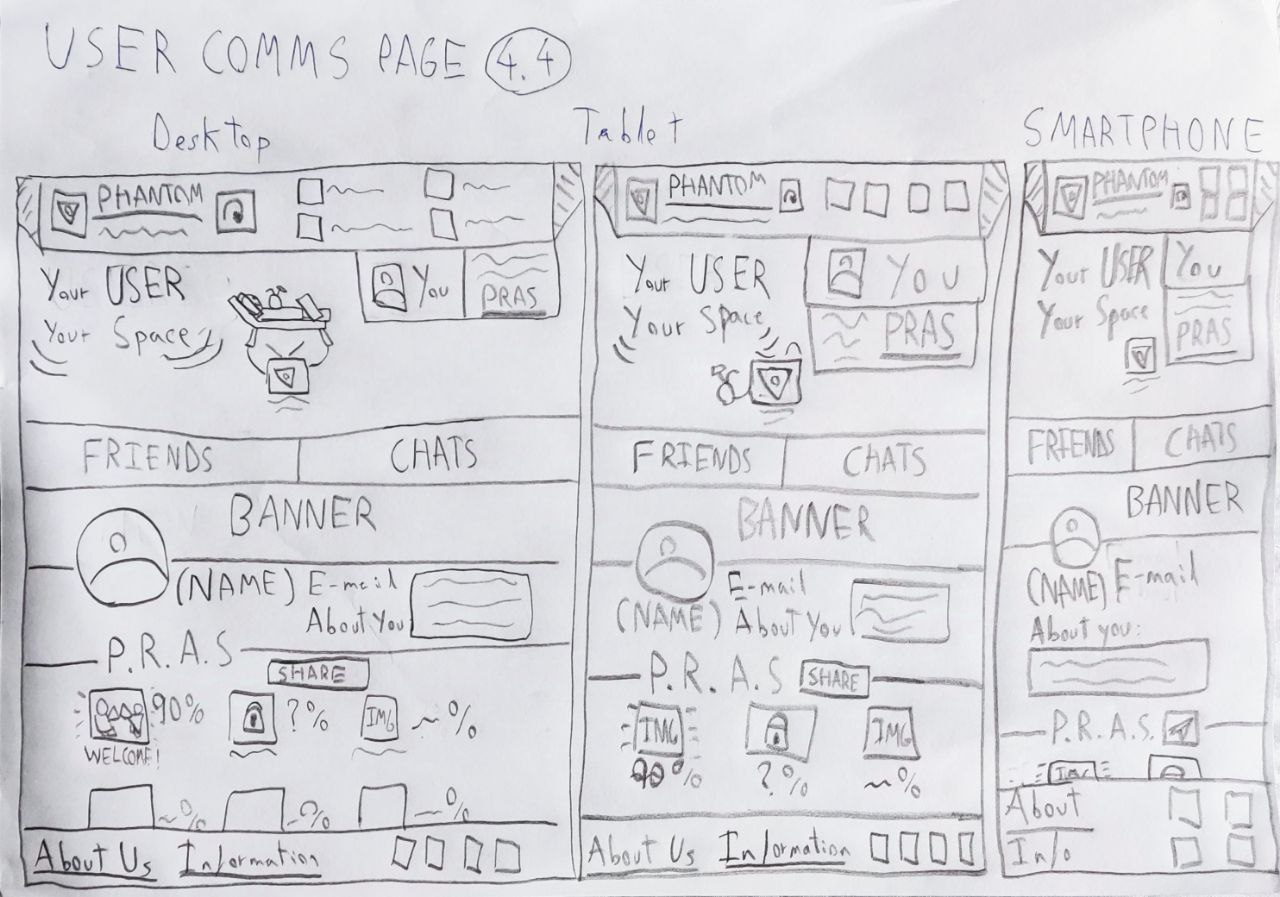 USER COMMS PAGE 4.4
Desktop
PHANTOM
Your USER
Your Space
You
PRAS
FRIENDS
CHATS
BANNER
(NAME) E-mail
About You
P.R.A.S
SHARE
90% ?% ~%
IMG
WELCOME!
~% ~% ~%
About Us Information
Tablet
PHANTOM
Your USER
Your Space
You
PRAS
FRIENDS
CHATS
BANNER
E-mail
(NAME) About You
P.R.A.S
SHARE
IMG IMG
90% ?% ~%
About Us Information
SMARTPHONE
PHANTOM
Your USER
Your Space
You
PRAS
FRIENDS
CHATS
BANNER
(NAME) E-mail
About you:
P.R.A.S.
IMG
About
Info